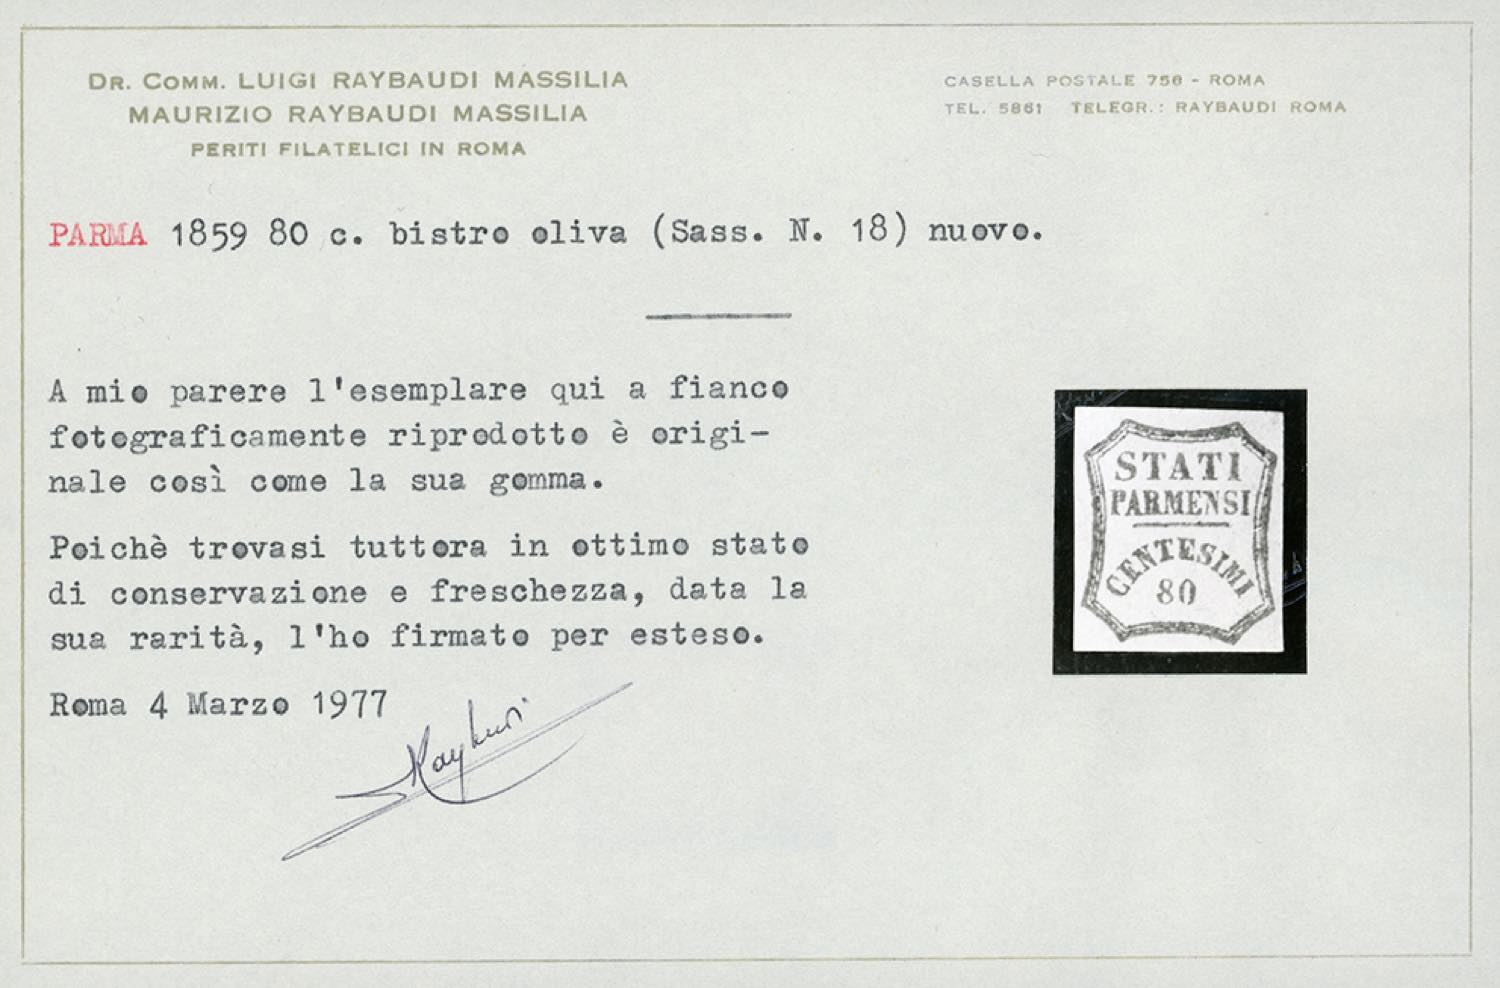 DR. COMM. LUIGI RAYBAUDI MASSILIA
MAURIZIO RAYBAUDI MASSILIA
PERITI FILATELICI IN ROMA
CASELLA POSTALE 756 - ROMA
TEL. 5861 TELEGR.: RAYBAUDI ROMA
PARMA 1859 80 c. bistro oliva (Sass. N. 18) nuovo.
A mio parere l'esemplare qui a fianco
fotograficamente riprodotto è origi-
nale così come la sua gomma.
Poichè trovasi tuttora in ottimo stato
di conservazione e freschezza, data la
sua rarità, l'ho firmato per esteso.
Roma 4 Marzo 1977
Raybaudi
STATI
PARMENSI
CENTESIMI
80